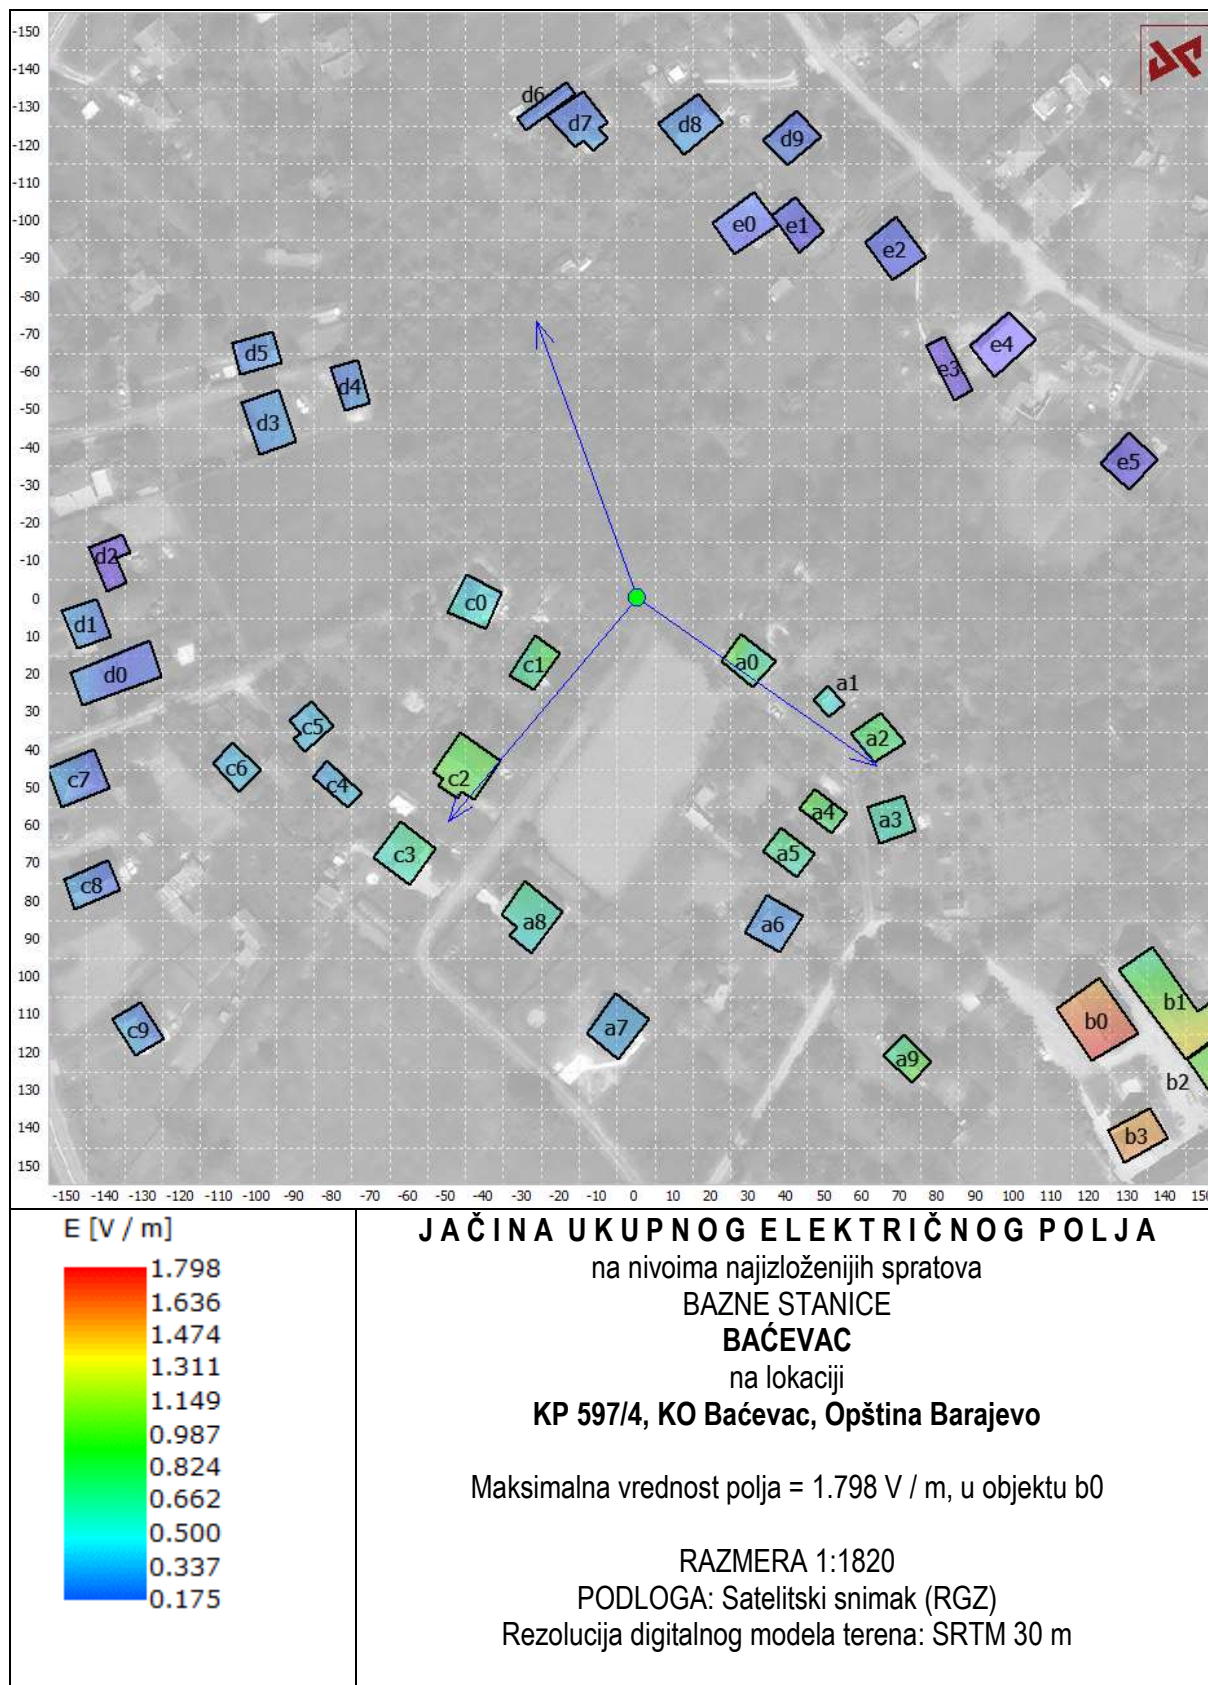 -150
-140
-130
-120
-110
-100
-90
-80
-70
-60
-50
-40
-30
-20
-10
0
10
20
30
40
50
60
70
80
90
100
110
120
130
140
150
d6
d7
d8
d9
e0
e1
e2
d5
e4
e3
d4
d3
e5
d2
c0
d1
c1
a0
d0
a1
c5
a2
c6
c2
c7
c4
a4
a3
c3
a5
c8
a8
a6
b1
b0
a7
c9
a9
b2
b3
-150 -140 -130 -120 -110 -100 -90 -80 -70 -60 -50 -40 -30 -20 -10 0 10 20 30 40 50 60 70 80 90 100 110 120 130 140
E [V / m]
1.798
1.636
1.474
1.311
1.149
0.987
0.824
0.662
0.500
0.337
0.175
JAČINA UKUPNOG ELEKTRIČNOG POLJA
na nivoima najizloženijih spratova
BAZNE STANICE
BAĆEVAC
na lokaciji
KP 597/4, KO Baćevac, Opština Barajevo
Maksimalna vrednost polja = 1.798 V / m, u objektu b0
RAZMERA 1:1820
PODLOGA: Satelitski snimak (RGZ)
Rezolucija digitalnog modela terena: SRTM 30 m